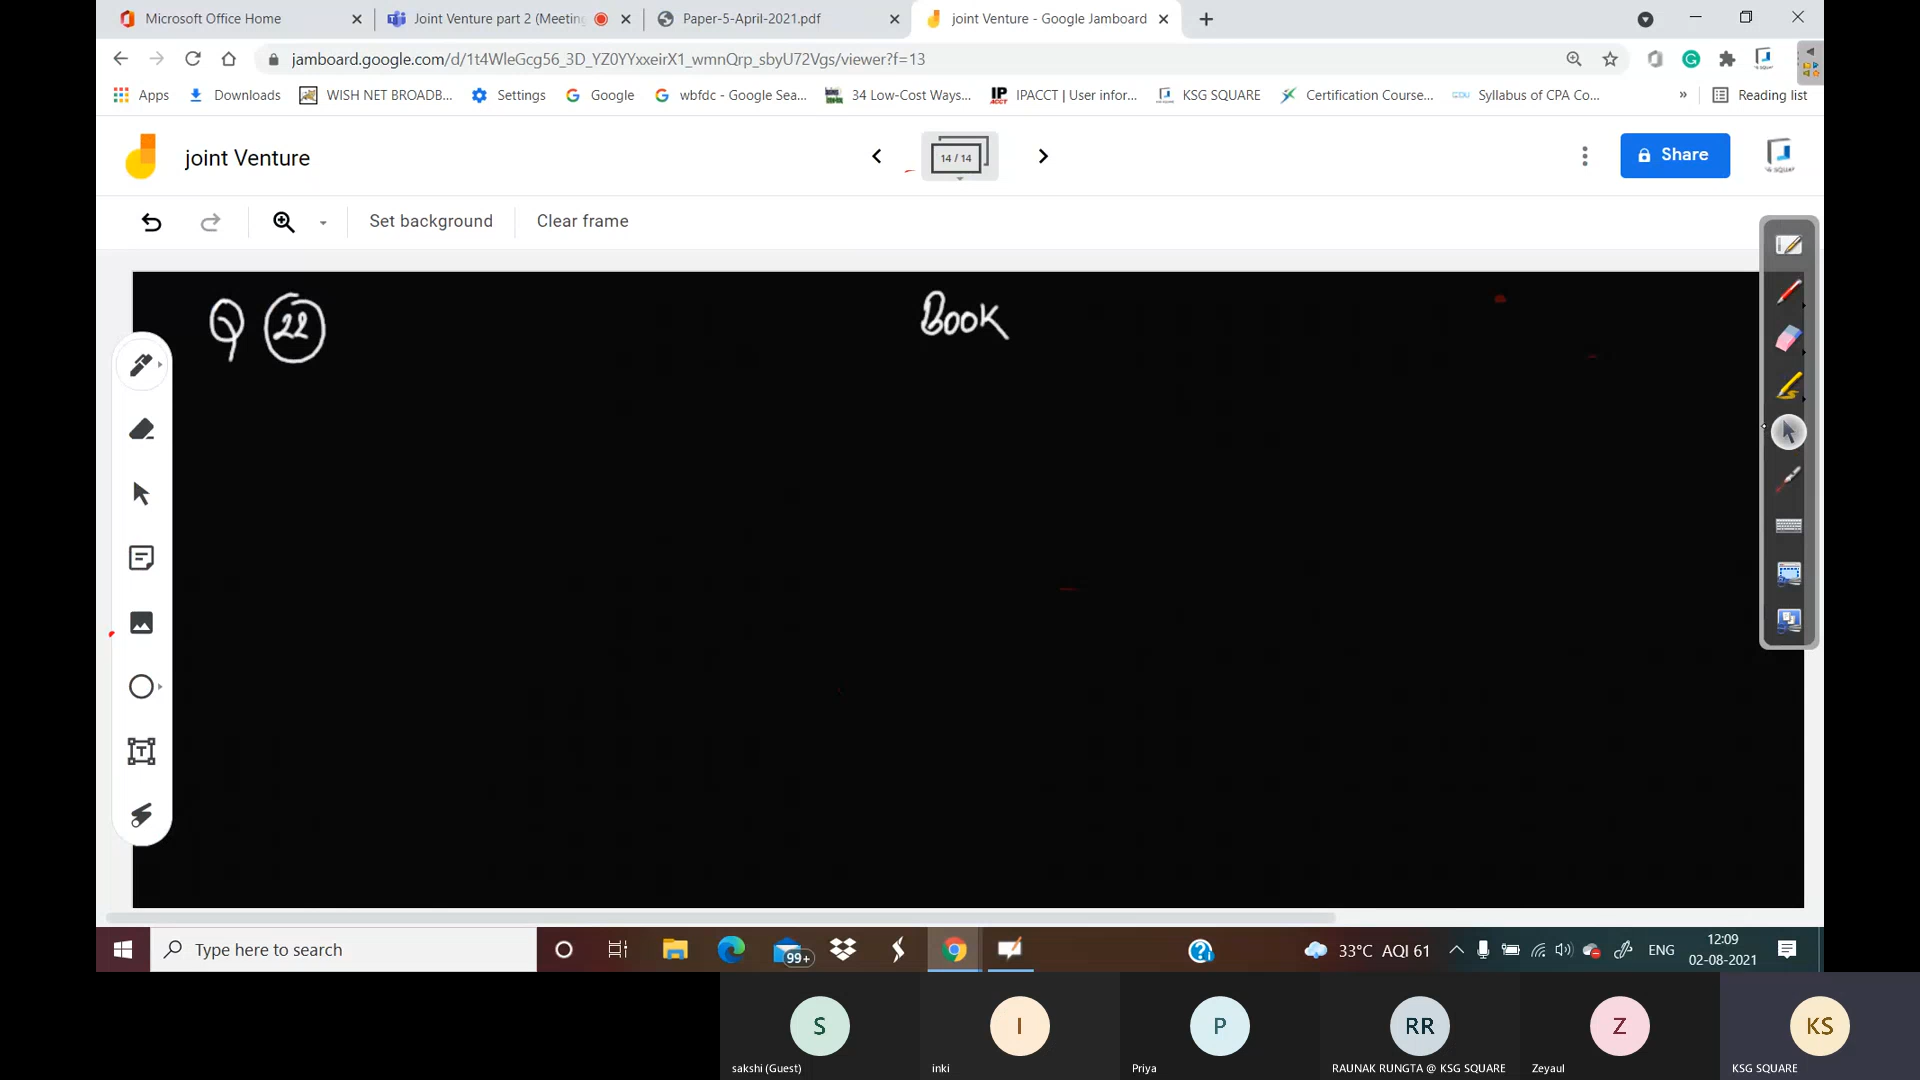 Microsoft Office Home
Joint Venture part 2 (Meeting
Paper-5-April-2021.pdf
joint Venture - Google Jamboard
jamboard.google.com/d/1t4WleGcg56_3D_YZ0YYxxeirX1_wmnQrp_sbyU72Vgs/viewer?f=13
Apps
Downloads
WISH NET BROADB...
Settings
Google
wbfdc - Google Sea...
34 Low-Cost Ways...
IP ACCT
IPACCT | User infor...
KSG SQUARE
Certification Course...
Syllabus of CPA Co...
»
Reading list
joint Venture
14 / 14
Share
Set background
Clear frame
Q 22
Book
Type here to search
99+
33°C AQI 61
ENG
12:09
02-08-2021
S
I
P
RR
Z
KS
sakshi (Guest)
inki
Priya
RAUNAK RUNGTA @ KSG SQUARE
Zeyaul
KSG SQUARE